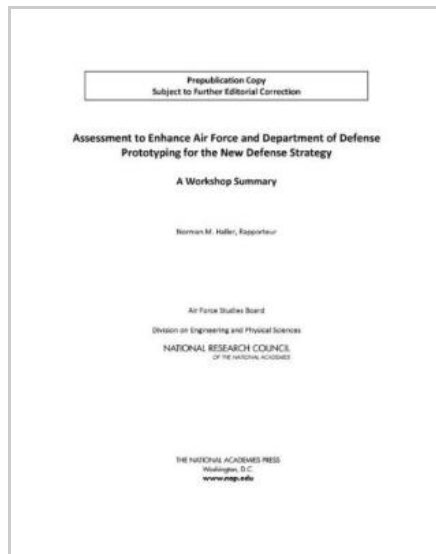 Prepublication Copy
Subject to Further Editorial Correction
Assessment to Enhance Air Force and Department of Defense
Prototyping for the New Defense Strategy
A Workshop Summary
Norman M. Haller, Rapporteur
Air Force Studies Board
Division on Engineering and Physical Sciences
NATIONAL RESEARCH COUNCIL
OF THE NATIONAL ACADEMIES
THE NATIONAL ACADEMIES PRESS
Washington, D.C.
www.nap.edu